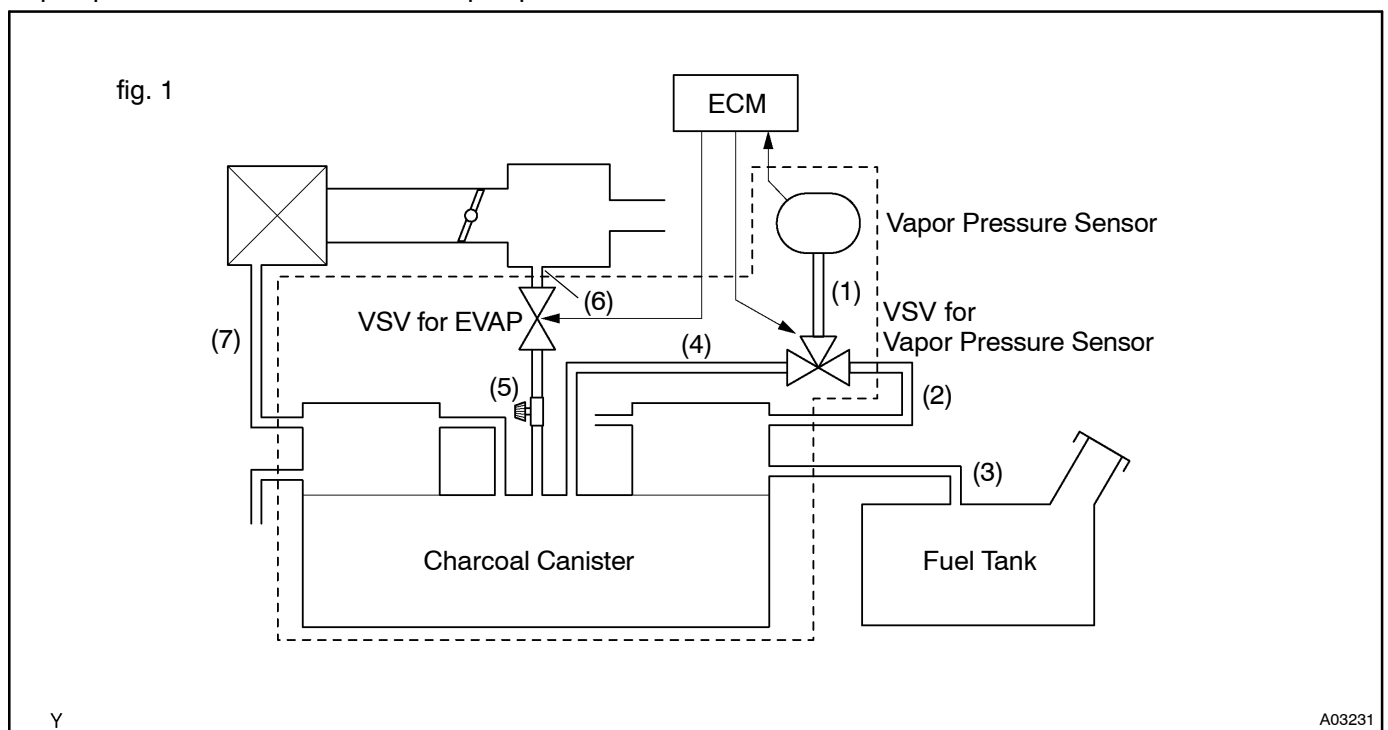 fig. 1
ECM
Vapor Pressure Sensor
(1)
(6)
VSV for EVAP
VSV for
Vapor Pressure Sensor
(7)
(4)
(5)
(2)
(3)
Charcoal Canister
Fuel Tank
Y
A03231